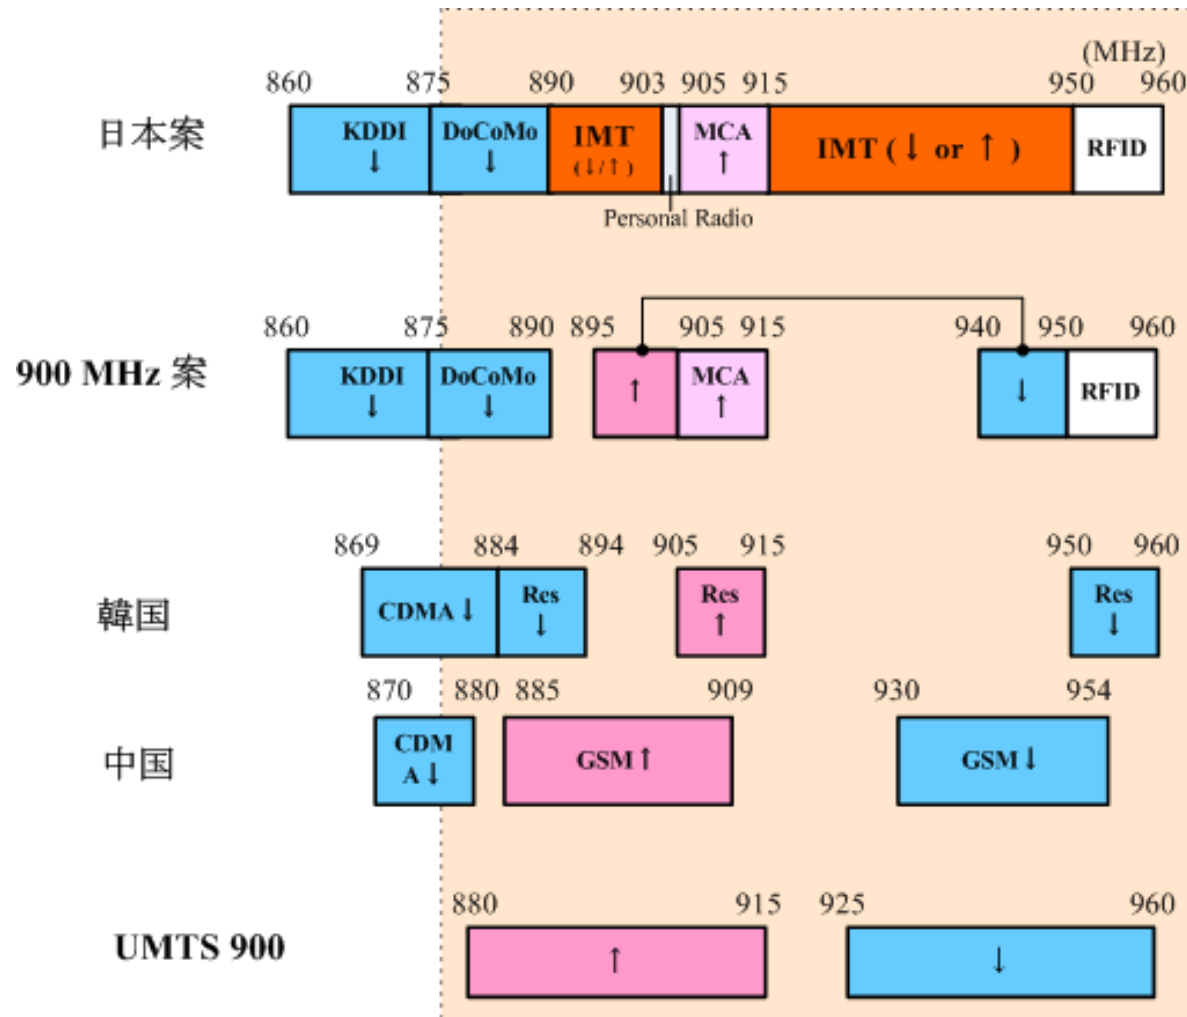 (MHz)
860 875 890 903 905 915 950 960
日本案
KDDI ↓
DoCoMo ↓
IMT (↓/↑)
MCA ↑
IMT (↓ or ↑)
RFID
Personal Radio
860 875 890 895 905 915 940 950 960
900 MHz 案
KDDI ↓
DoCoMo ↓
↑
MCA ↑
↓
RFID
869 884 894 905 915 950 960
韓国
CDMA ↓
Res ↓
Res ↑
Res ↓
870 880 885 909 930 954
中国
CDM
A ↓
GSM ↑
GSM ↓
880 915 925 960
UMTS 900
↑
↓